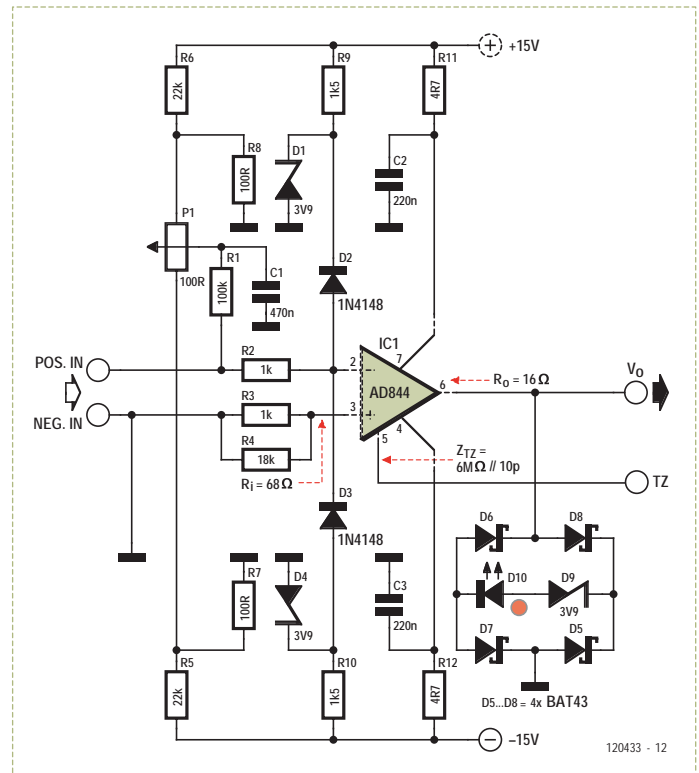 R6
R9
R11
+
+15V
22k
1k5
4R7
R8
D1
C2
100R
3V9
220n
P1
R1
C1
D2
100R
100k
470n
1N4148
IC1
POS. IN
R2
2
–
7
1k
AD844
6
Ro = 16 Ω
VO
NEG. IN
R3
3
+
4
1k
5
R4
ZTZ =
18k
6MΩ // 10p
Ri = 68 Ω
TZ
D3
1N4148
D6
D8
R7
D4
C3
D10
D9
100R
3V9
220n
3V9
D7
D5
R5
R10
R12
22k
1k5
4R7
D5...D8 = 4x BAT43
–
–15V
120433 - 12